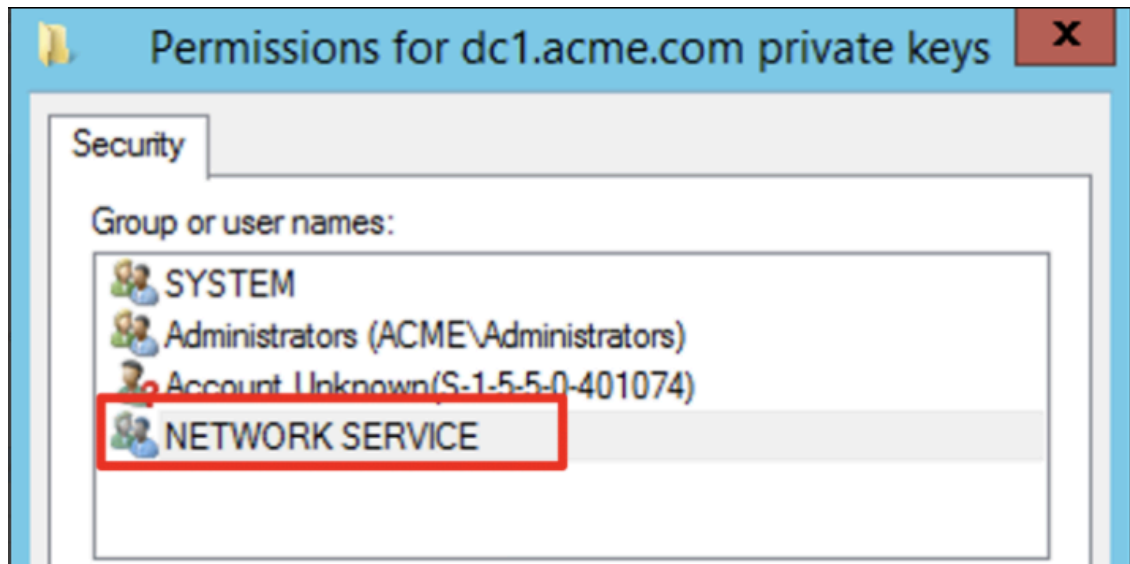 Permissions for dc1.acme.com private keys
x
Security
Group or user names:
SYSTEM
Administrators (ACME\Administrators)
Account Unknown(S-1-5-5-0-401074)
NETWORK SERVICE